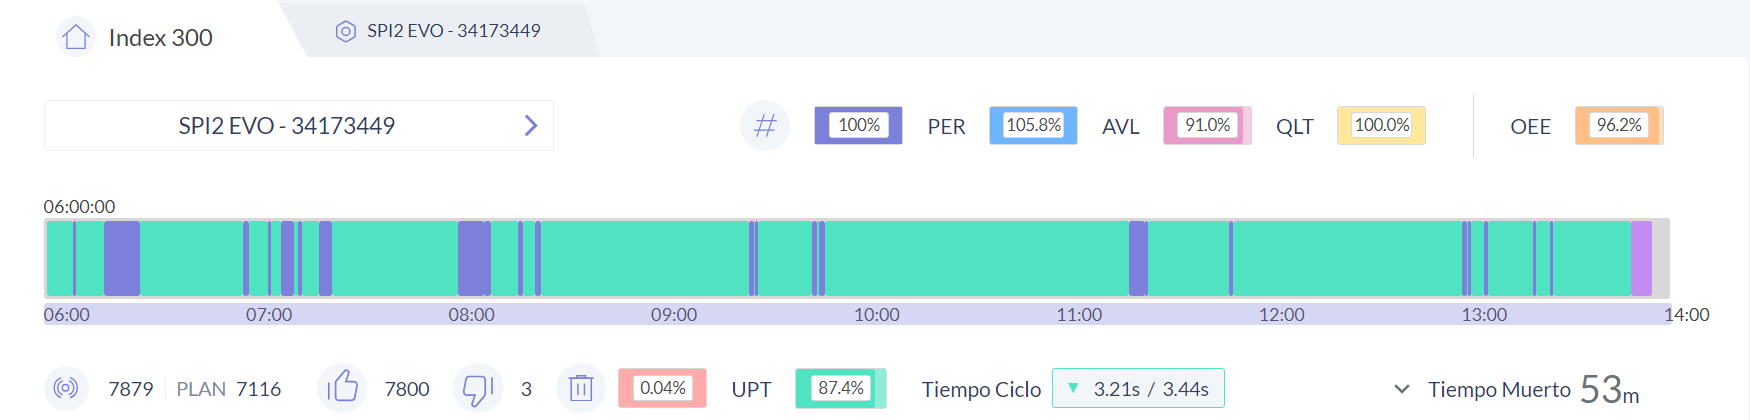 Index 300 SPI2 EVO - 34173449
SPI2 EVO - 34173449 100% PER 105.8% AVL 91.0% QLT 100.0% OEE 96.2%
06:00:00
06:00 07:00 08:00 09:00 10:00 11:00 12:00 13:00 14:00
7879 PLAN 7116 7800 3 0.04% UPT 87.4% Tiempo Ciclo 3.21s / 3.44s Tiempo Muerto 53m